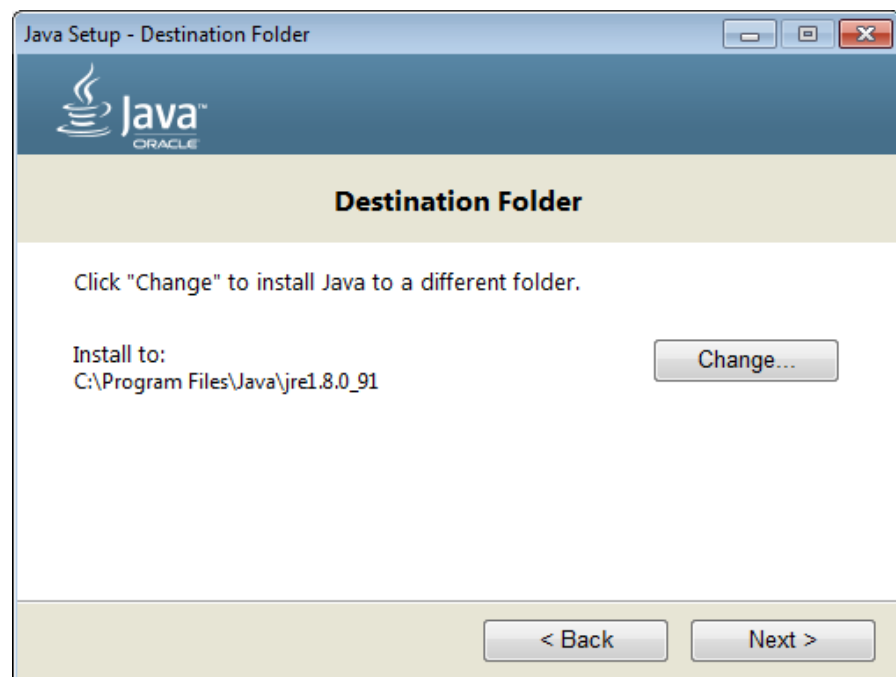 Java Setup - Destination Folder
Java™
ORACLE
Destination Folder
Click "Change" to install Java to a different folder.
Install to:
Change...
C:\Program Files\Java\jre1.8.0_91
< Back
Next >